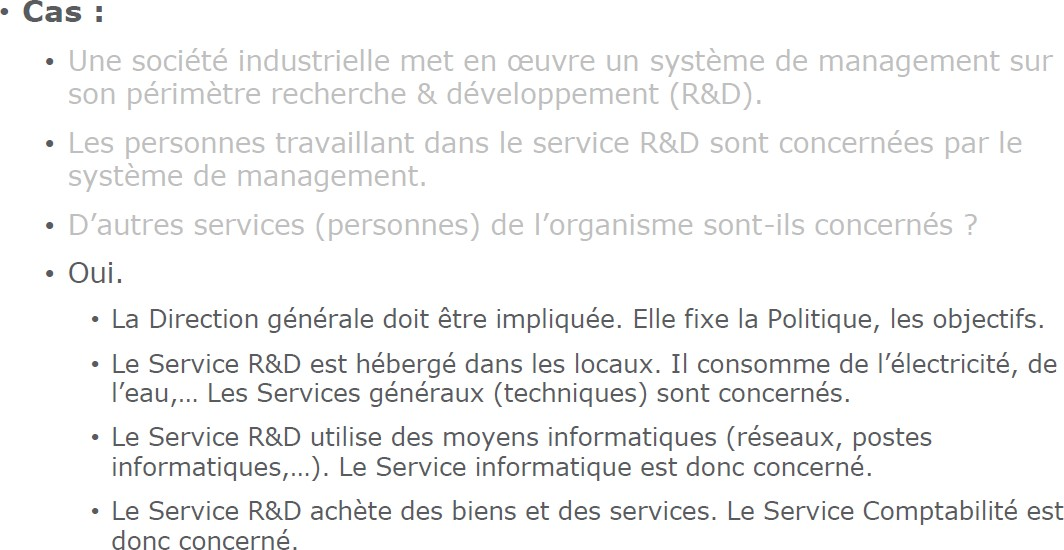 • Cas :
• Une société industrielle met en œuvre un système de management sur
son périmètre recherche & développement (R&D).
• Les personnes travaillant dans le service R&D sont concernées par le
système de management.
• D’autres services (personnes) de l’organisme sont-ils concernés ?
• Oui.
• La Direction générale doit être impliquée. Elle fixe la Politique, les objectifs.
• Le Service R&D est hébergé dans les locaux. Il consomme de l’électricité, de
l’eau,… Les Services généraux (techniques) sont concernés.
• Le Service R&D utilise des moyens informatiques (réseaux, postes
informatiques,…). Le Service informatique est donc concerné.
• Le Service R&D achète des biens et des services. Le Service Comptabilité est
donc concerné.